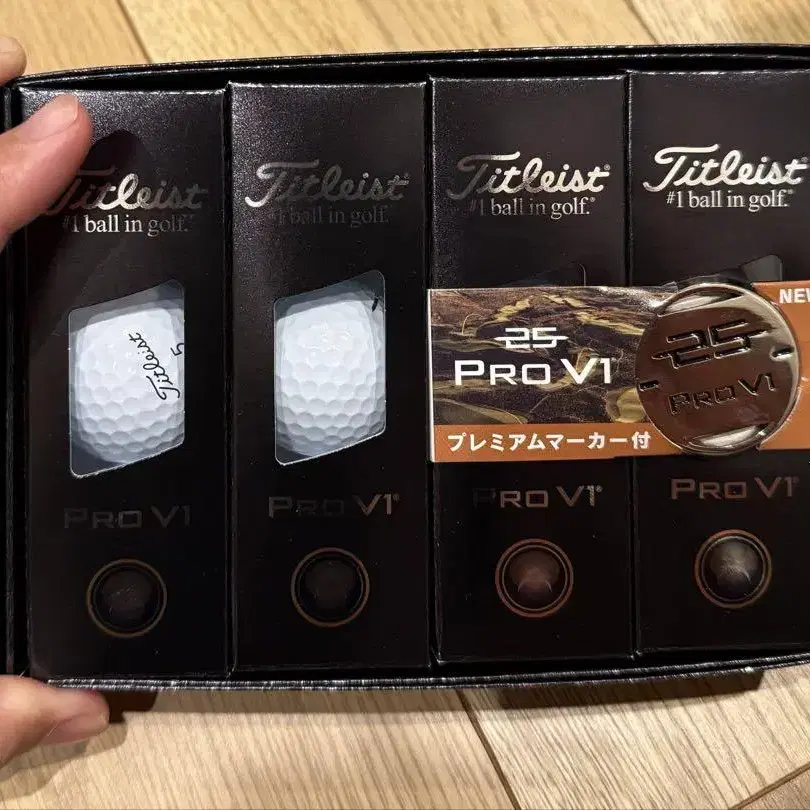 Titleist®
#1 ball in golf.®
Titleist®
#1 ball in golf.®
Titleist®
#1 ball in golf.®
Titleist®
#1 ball in golf.®
Titleist
5
25
PRO V1
プレミアムマーカー付
25
PRO V1
NEW
PRO V1
PRO V1®
PRO V1®
PRO V1®